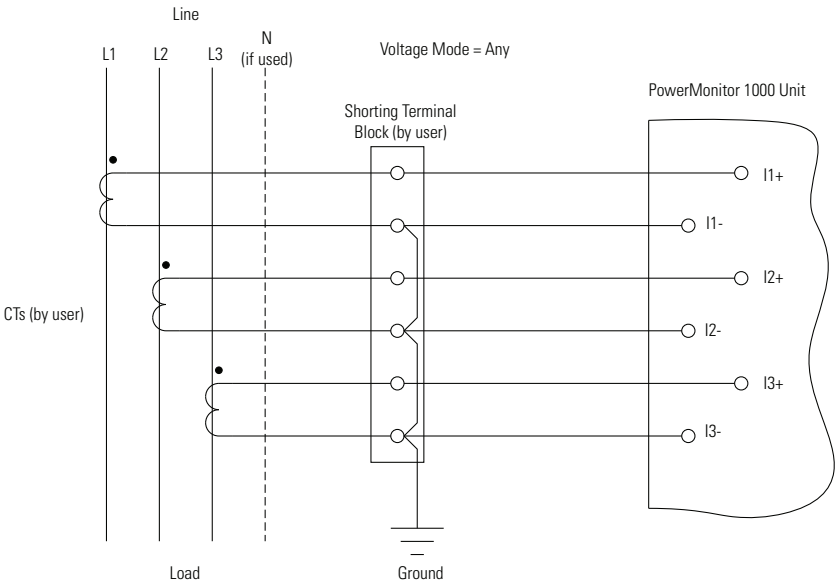 Line
L1
L2
L3
N
(if used)
Voltage Mode = Any
PowerMonitor 1000 Unit
Shorting Terminal
Block (by user)
I1+
I1-
I2+
CTs (by user)
I2-
I3+
I3-
Load
Ground